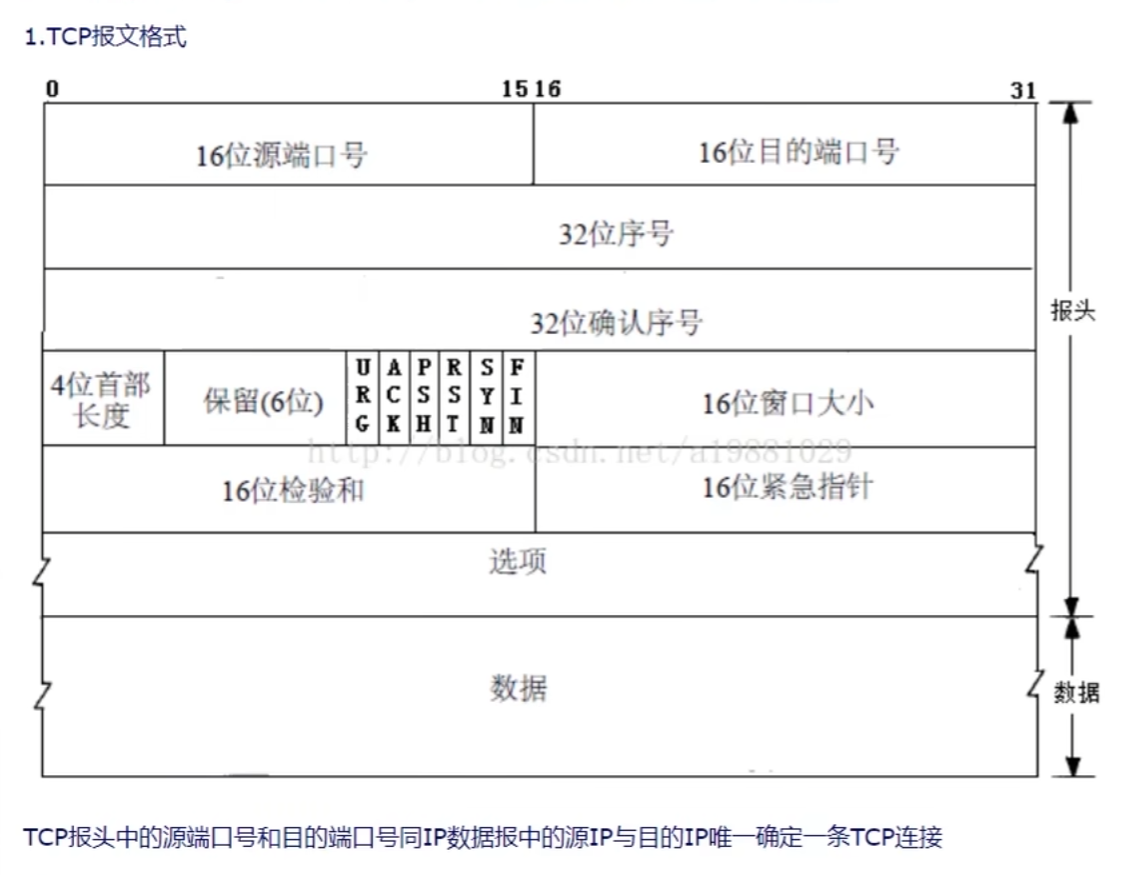 1.TCP报文格式
0 15 16 31
16位源端口号 16位目的端口号
32位序号
32位确认序号
报头
4位首部长度 保留(6位) URG ACK PSH RST SYN FIN 16位窗口大小
http://blog.csdn.net/a19881029
16位检验和 16位紧急指针
选项
数据 数据
TCP报头中的源端口号和目的端口号同IP数据报中的源IP与目的IP唯一确定一条TCP连接